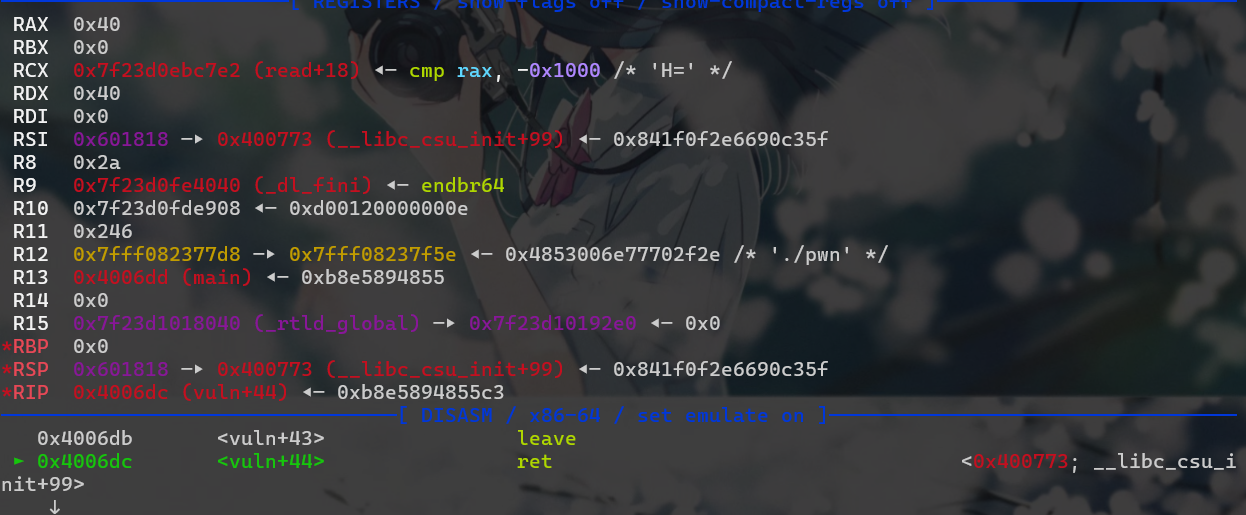 [ REGISTERS / show-flags off / show-compact-regs off ]
RAX  0x40
RBX  0x0
RCX  0x7f23d0ebc7e2 (read+18) ◂— cmp rax, -0x1000 /* 'H=' */
RDX  0x40
RDI  0x0
RSI  0x601818 —▸ 0x400773 (__libc_csu_init+99) ◂— 0x841f0f2e6690c35f
R8   0x2a
R9   0x7f23d0fe4040 (_dl_fini) ◂— endbr64
R10  0x7f23d0fde908 ◂— 0xd00120000000e
R11  0x246
R12  0x7fff082377d8 —▸ 0x7fff08237f5e ◂— 0x4853006e77702f2e /* './pwn' */
R13  0x4006dd (main) ◂— 0xb8e5894855
R14  0x0
R15  0x7f23d1018040 (_rtld_global) —▸ 0x7f23d10192e0 ◂— 0x0
*RBP  0x0
*RSP  0x601818 —▸ 0x400773 (__libc_csu_init+99) ◂— 0x841f0f2e6690c35f
*RIP  0x4006dc (vuln+44) ◂— 0xb8e5894855c3
[ DISASM / x86-64 / set emulate on ]
0x4006db <vuln+43> leave
► 0x4006dc <vuln+44> ret <0x400773; __libc_csu_i
nit+99>
↓